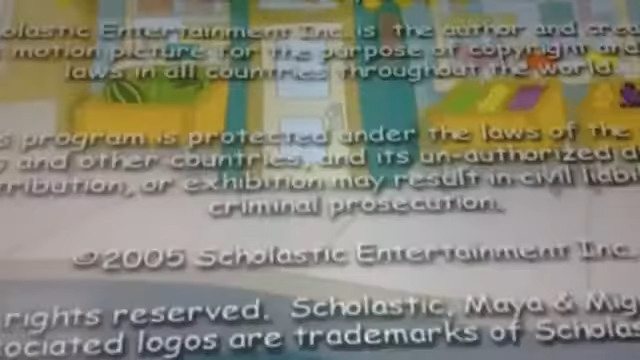 olastic Entertainment Inc. is the author and crea
motion picture for the purpose of copyright and
laws in all countries throughout the world.
s program is protected under the laws of the
and other countries, and its un-authorized d
ribution, or exhibition may result in civil liabi
criminal prosecution.
©2005 Scholastic Entertainment Inc.
rights reserved. Scholastic, Maya & Mig
ociated logos are trademarks of Scholas